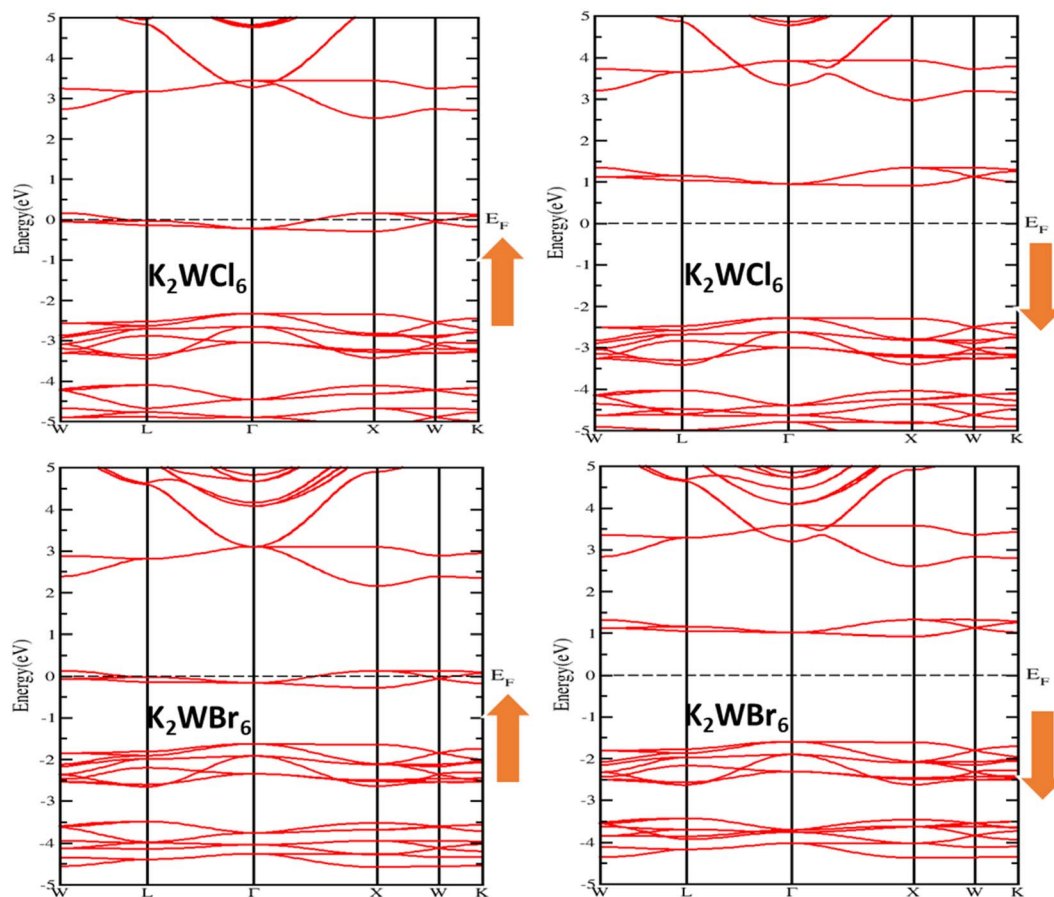 5
4
3
2
1
0
-1
-2
-3
-4
-5
Energy(eV)
E_F
K₂WCl₆
W L Γ X W K
5
4
3
2
1
0
-1
-2
-3
-4
-5
Energy(eV)
E_F
K₂WCl₆
W L Γ X W K
5
4
3
2
1
0
-1
-2
-3
-4
-5
Energy(eV)
E_F
K₂WBr₆
W L Γ X W K
5
4
3
2
1
0
-1
-2
-3
-4
-5
Energy(eV)
E_F
K₂WBr₆
W L Γ X W K